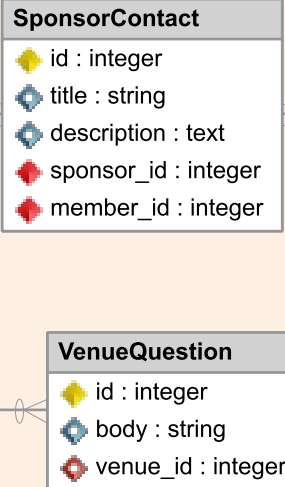 SponsorContact
id : integer
title : string
description : text
sponsor_id : integer
member_id : integer
VenueQuestion
id : integer
body : string
venue_id : integer